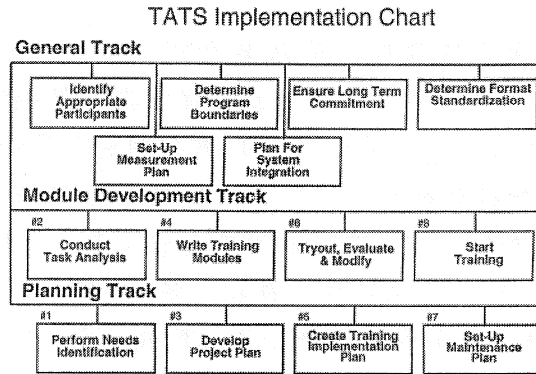 TATS Implementation Chart
General Track
Identify
Appropriate
Participants
Determine
Program
Boundaries
Ensure Long Term
Commitment
Determine Format
Standardization
Set-Up
Measurement
Plan
Plan For
System
Integration
Module Development Track
#2
Conduct
Task Analysis
#4
Write Training
Modules
#6
Tryout, Evaluate
& Modify
#8
Start
Training
Planning Track
#1
Perform Needs
Identification
#3
Develop
Project Plan
#5
Create Training
Implementation
Plan
#7
Set-Up
Maintenance
Plan